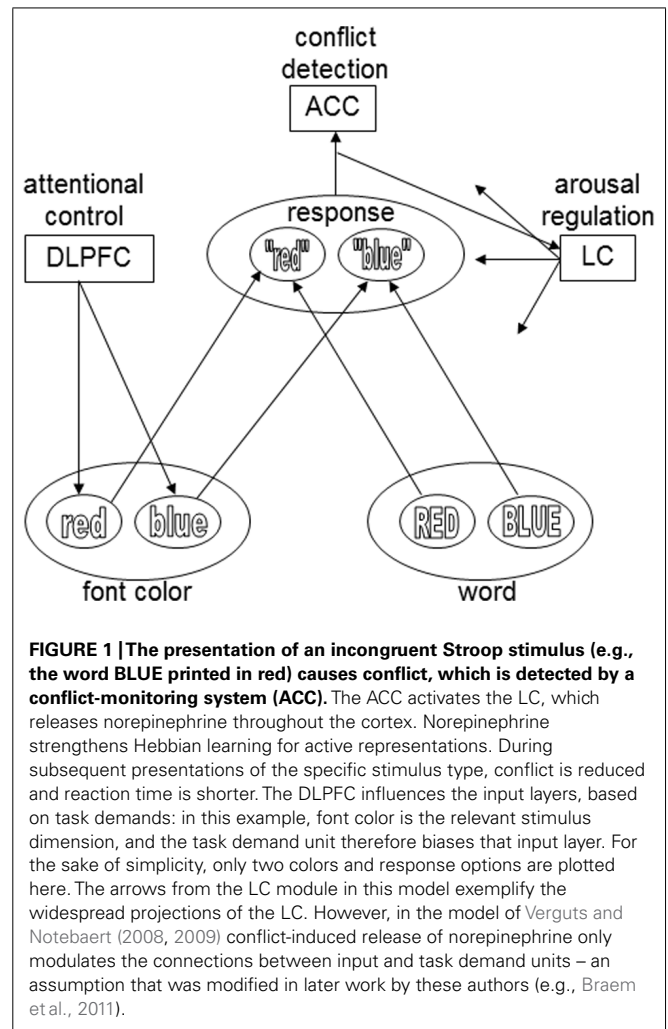 conflict
detection
ACC
attentional
control
DLPFC
response
"red" "blue"
arousal
regulation
LC
red blue
font color
RED BLUE
word
FIGURE 1 | The presentation of an incongruent Stroop stimulus (e.g.,
the word BLUE printed in red) causes conflict, which is detected by a
conflict-monitoring system (ACC). The ACC activates the LC, which
releases norepinephrine throughout the cortex. Norepinephrine
strengthens Hebbian learning for active representations. During
subsequent presentations of the specific stimulus type, conflict is reduced
and reaction time is shorter. The DLPFC influences the input layers, based
on task demands: in this example, font color is the relevant stimulus
dimension, and the task demand unit therefore biases that input layer. For
the sake of simplicity, only two colors and response options are plotted
here. The arrows from the LC module in this model exemplify the
widespread projections of the LC. However, in the model of Verguts and
Notebaert (2008, 2009) conflict-induced release of norepinephrine only
modulates the connections between input and task demand units – an
assumption that was modified in later work by these authors (e.g., Braem
et al., 2011).